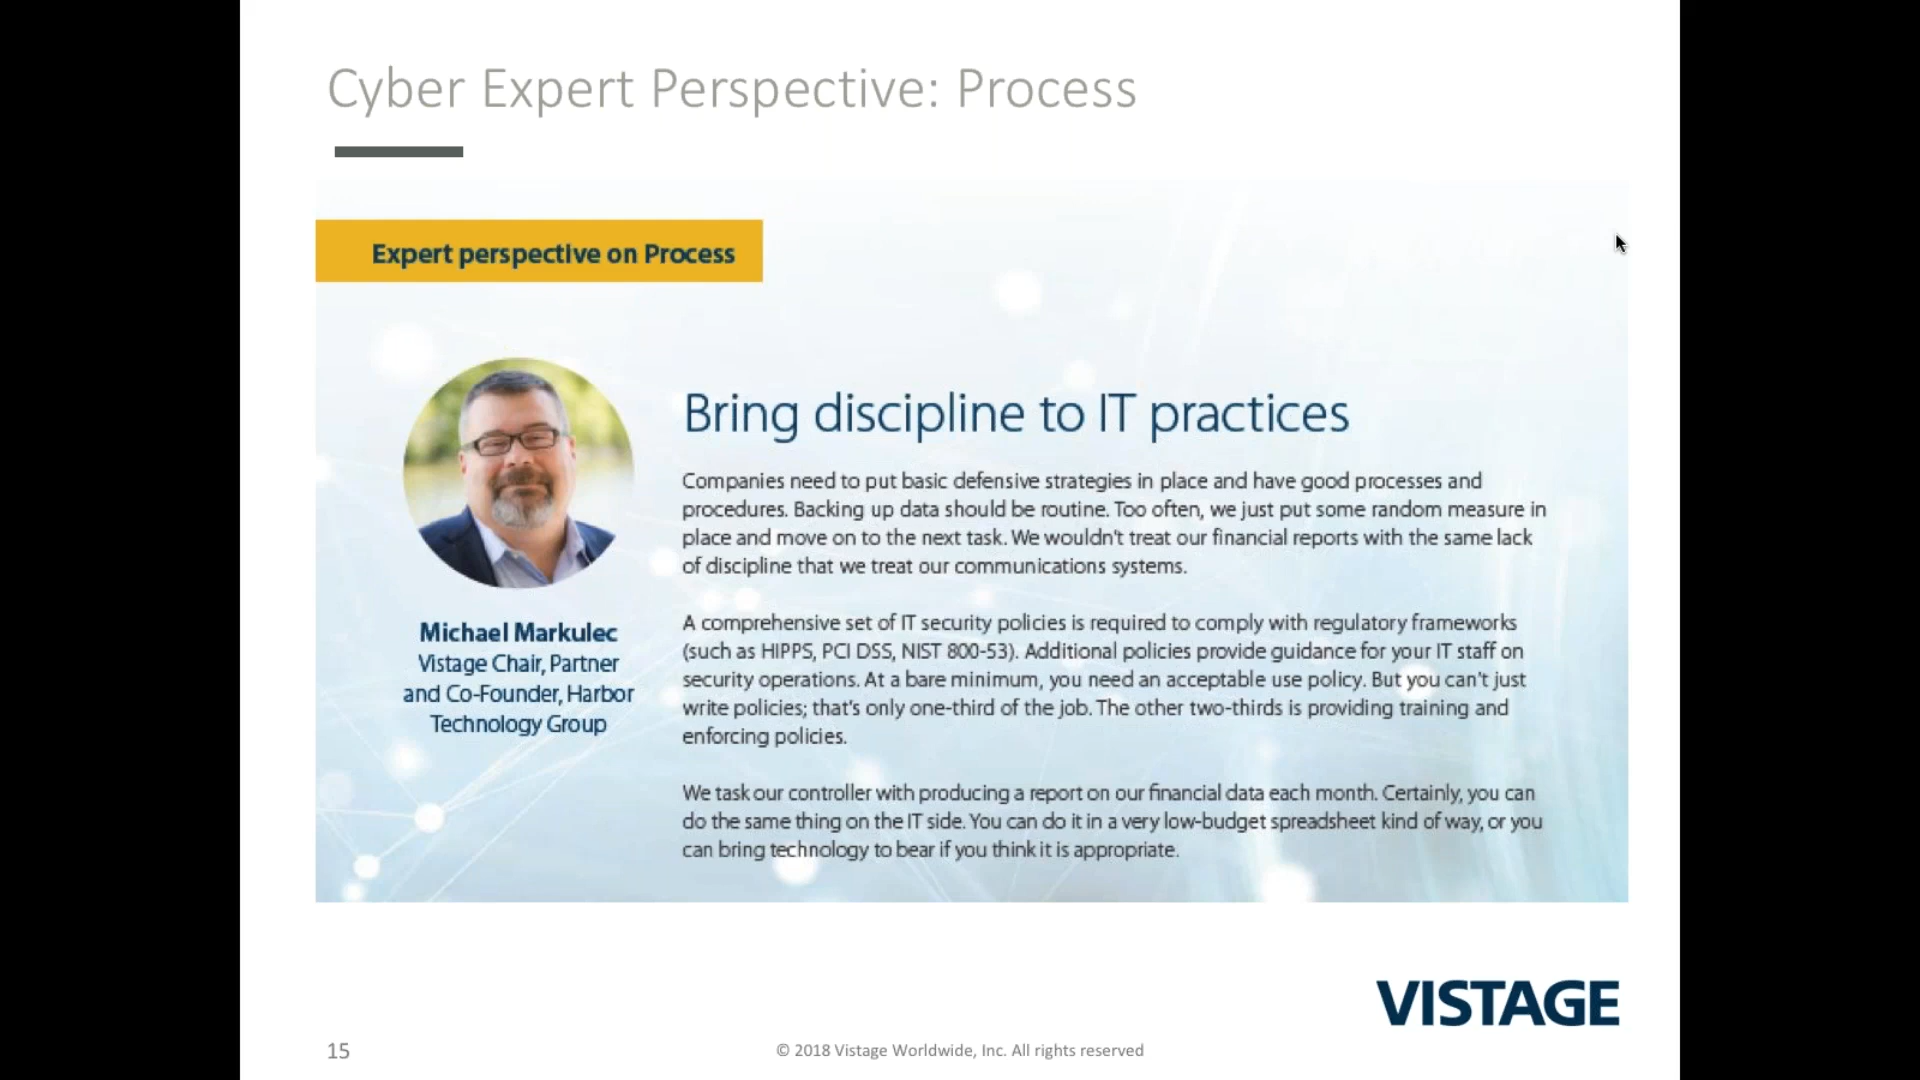 Cyber Expert Perspective: Process
Expert perspective on Process
Bring discipline to IT practices
Companies need to put basic defensive strategies in place and have good processes and
procedures. Backing up data should be routine. Too often, we just put some random measure in
place and move on to the next task. We wouldn't treat our financial reports with the same lack
of discipline that we treat our communications systems.
A comprehensive set of IT security policies is required to comply with regulatory frameworks
(such as HIPPS, PCI DSS, NIST 800-53). Additional policies provide guidance for your IT staff on
security operations. At a bare minimum, you need an acceptable use policy. But you can't just
write policies; that's only one-third of the job. The other two-thirds is providing training and
enforcing policies.
We task our controller with producing a report on our financial data each month. Certainly, you can
do the same thing on the IT side. You can do it in a very low-budget spreadsheet kind of way, or you
can bring technology to bear if you think it is appropriate.
Michael Markulec
Vistage Chair, Partner
and Co-Founder, Harbor
Technology Group
VISTAGE
15
© 2018 Vistage Worldwide, Inc. All rights reserved